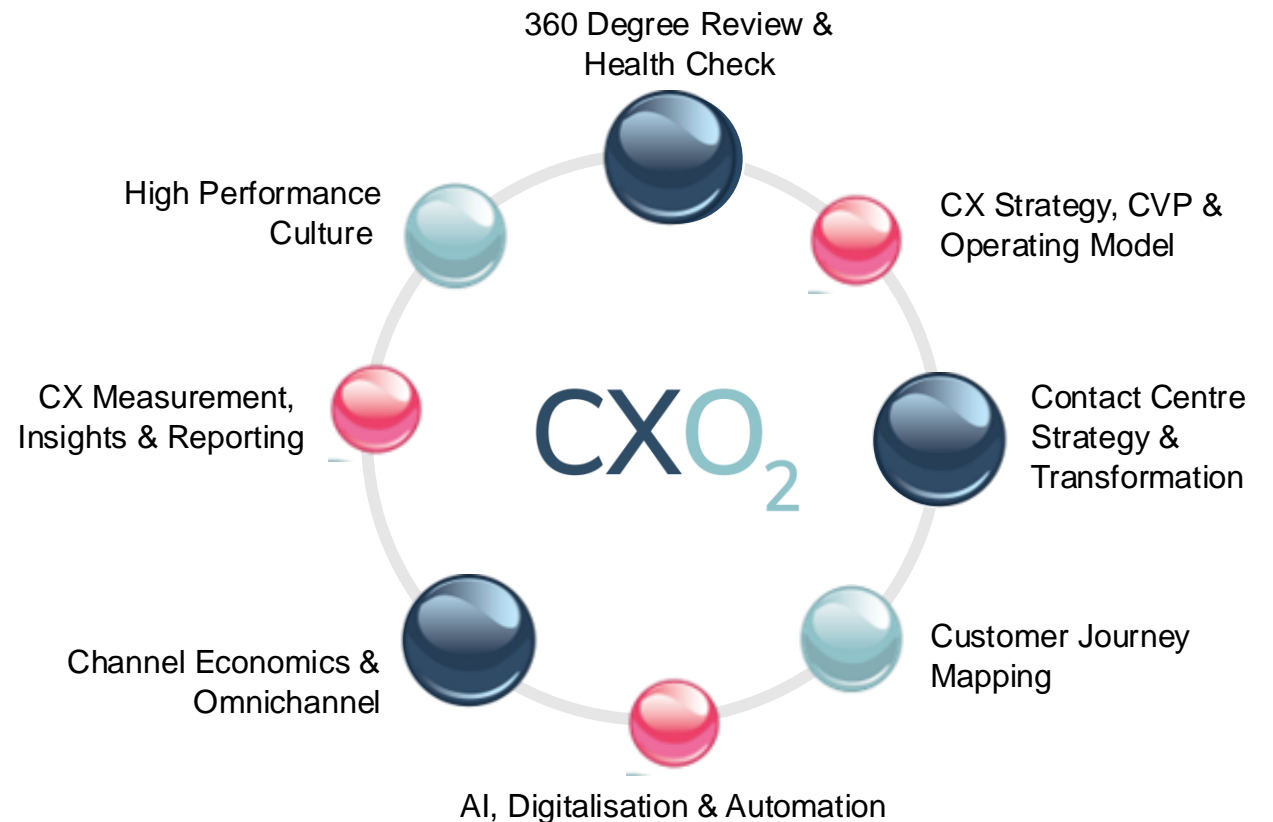 360 Degree Review &
Health Check
CX Strategy, CVP &
Operating Model
Contact Centre
Strategy &
Transformation
Customer Journey
Mapping
AI, Digitalisation & Automation
Channel Economics &
Omnichannel
CX Measurement,
Insights & Reporting
High Performance
Culture
CXO2